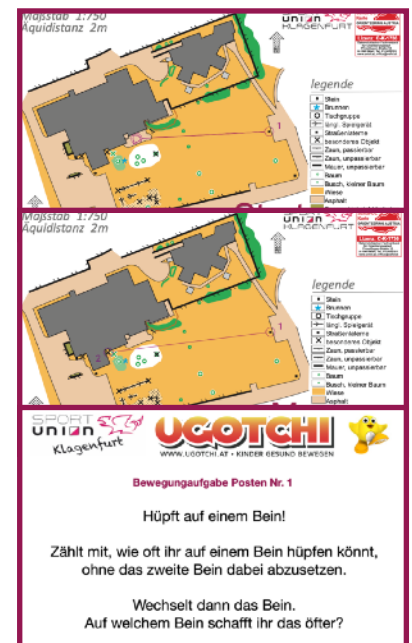 Maßstab 1:750
Äquidistanz 2m
UNION
KLAGENFURT
legende
Stein
Brunnen
Tischgruppe
längl. Spielgerät
Straßenlaterne
besonderes Objekt
Zaun, passierbar
Zaun, unpassierbar
Mauer, unpassierbar
Baum
Busch, kleiner Baum
Wiese
Asphalt
1
Maßstab 1:750
Äquidistanz 2m
UNION
KLAGENFURT
legende
Stein
Brunnen
Tischgruppe
längl. Spielgerät
Straßenlaterne
besonderes Objekt
Zaun, passierbar
Zaun, unpassierbar
Mauer, unpassierbar
Baum
Busch, kleiner Baum
Wiese
Asphalt
1
2
SPORT
UNION
Klagenfurt
UGOTCHI
WWW.UGOTCHI.AT • KINDER GESUND BEWEGEN
Bewegungaufgabe Posten Nr. 1
Hüpft auf einem Bein!
Zählt mit, wie oft ihr auf einem Bein hüpfen könnt,
ohne das zweite Bein dabei abzusetzen.
Wechselt dann das Bein.
Auf welchem Bein schafft ihr das öfter?